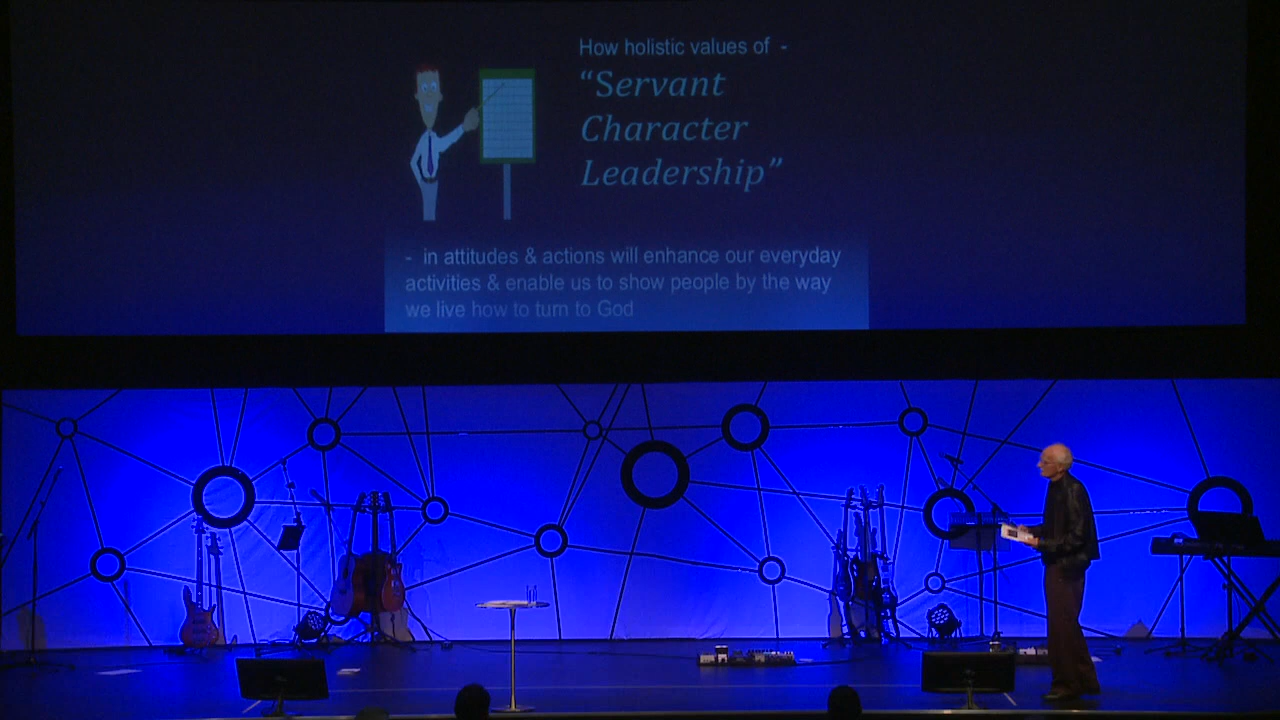 How holistic values of -
“Servant
Character
Leadership”
- in attitudes & actions will enhance our everyday
activities & enable us to show people by the way
we live how to turn to God